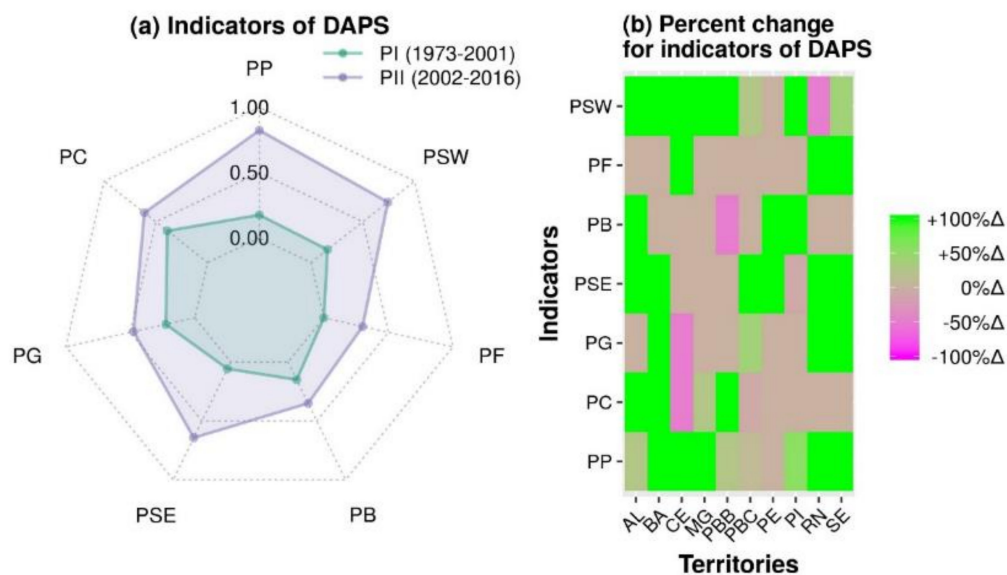 (a) Indicators of DAPS
PI (1973-2001)
PII (2002-2016)
PP
1.00
PC
PSW
0.50
0.00
PG
PF
PSE
PB
(b) Percent change
for indicators of DAPS
Indicators
PSW
PF
PB
PSE
PG
PC
PP
+100%Δ
+50%Δ
0%Δ
-50%Δ
-100%Δ
AL
BA
CE
MG
PBB
PBC
PE
PI
RN
SE
Territories